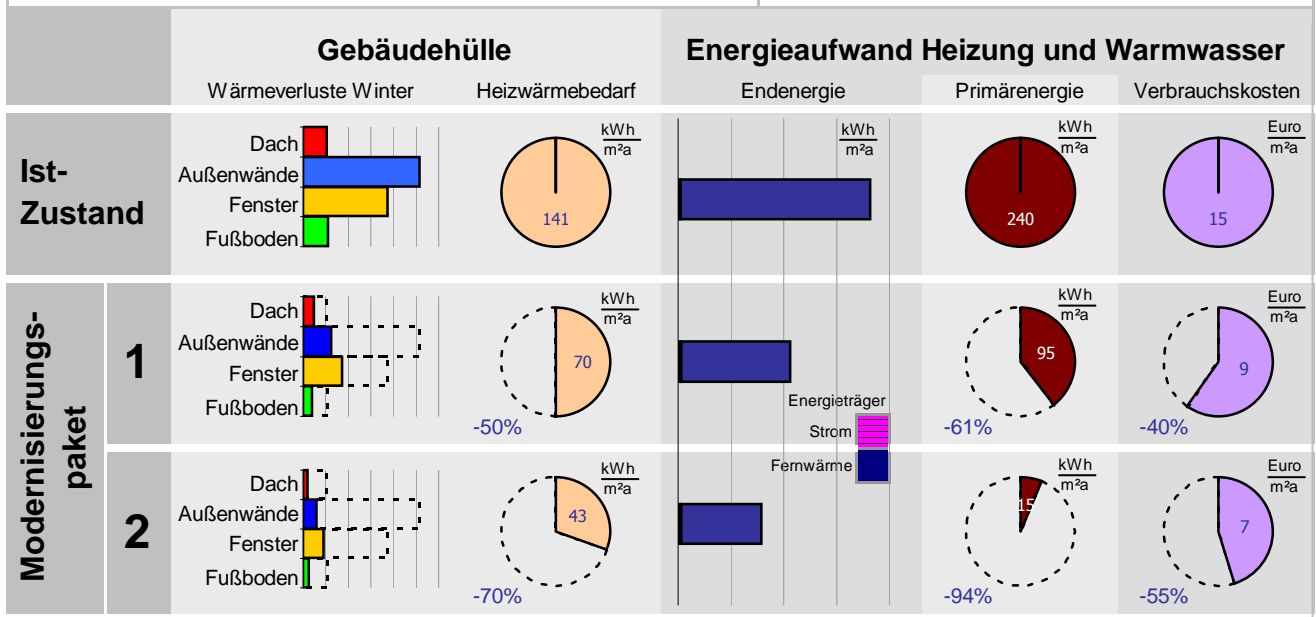 Gebäudehülle
Energieaufwand Heizung und Warmwasser
Wärmeverluste Winter
Heizwärmebedarf
Endenergie
Primärenergie
Verbrauchskosten
Ist-
Zustand
Dach
Außenwände
Fenster
Fußboden
kWh
m²a
141
kWh
m²a
kWh
m²a
240
Euro
m²a
15
Modernisierungs-
paket
1
Dach
Außenwände
Fenster
Fußboden
kWh
m²a
70
-50%
Energieträger
Strom
Fernwärme
kWh
m²a
95
-61%
Euro
m²a
9
-40%
2
Dach
Außenwände
Fenster
Fußboden
kWh
m²a
43
-70%
kWh
m²a
15
-94%
Euro
m²a
7
-55%